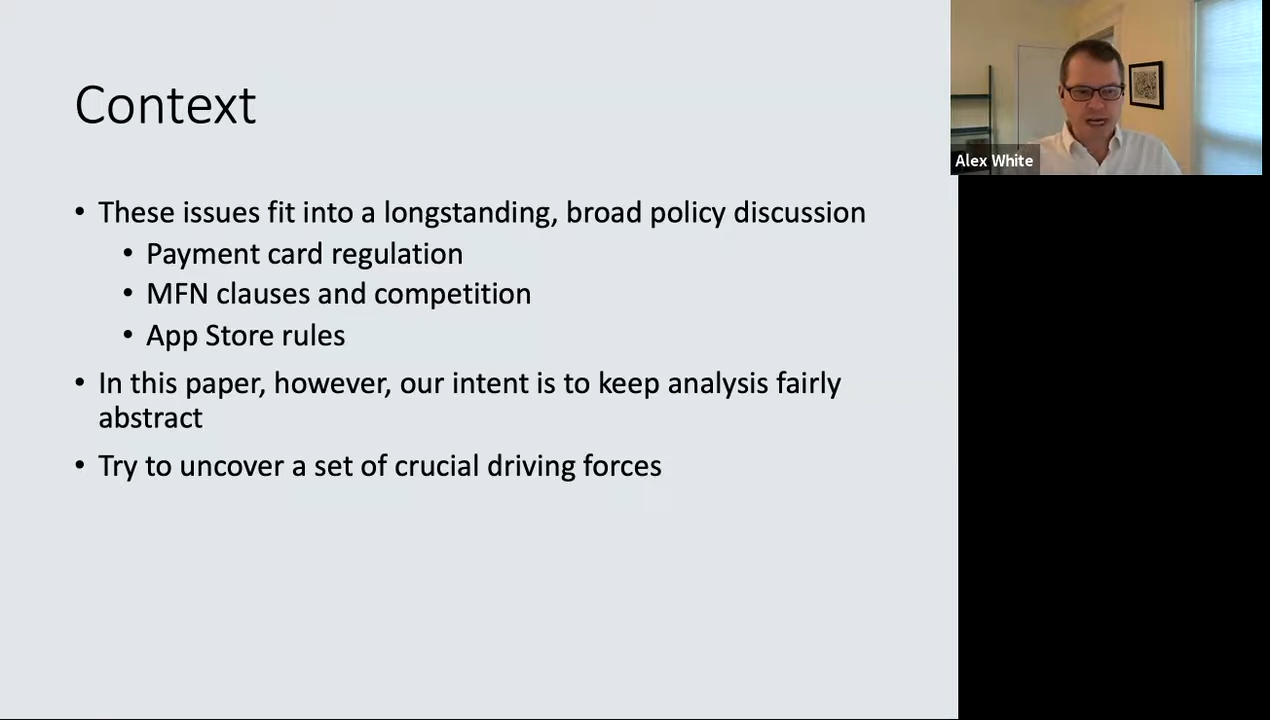 Context
• These issues fit into a longstanding, broad policy discussion
• Payment card regulation
• MFN clauses and competition
• App Store rules
• In this paper, however, our intent is to keep analysis fairly
abstract
• Try to uncover a set of crucial driving forces
Alex White